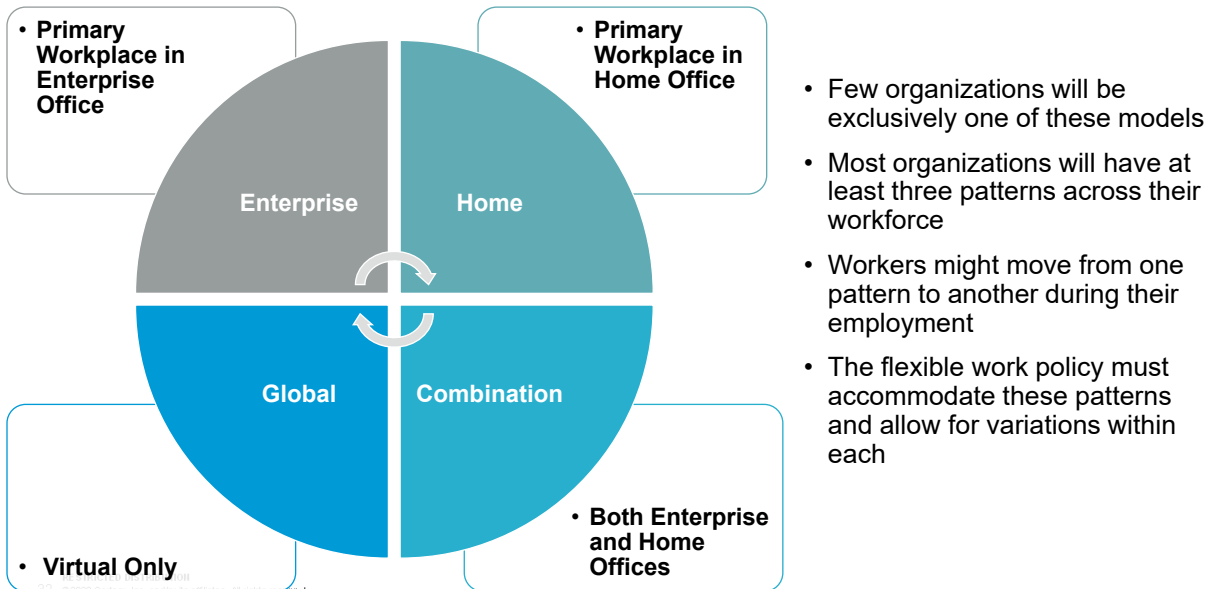 • Primary
Workplace in
Enterprise
Office
• Primary
Workplace in
Home Office
Enterprise
Home
Global
Combination
• Virtual Only
• Both Enterprise
and Home
Offices
RESTRICTED DISTRIBUTION
• Few organizations will be
exclusively one of these models
• Most organizations will have at
least three patterns across their
workforce
• Workers might move from one
pattern to another during their
employment
• The flexible work policy must
accommodate these patterns
and allow for variations within
each